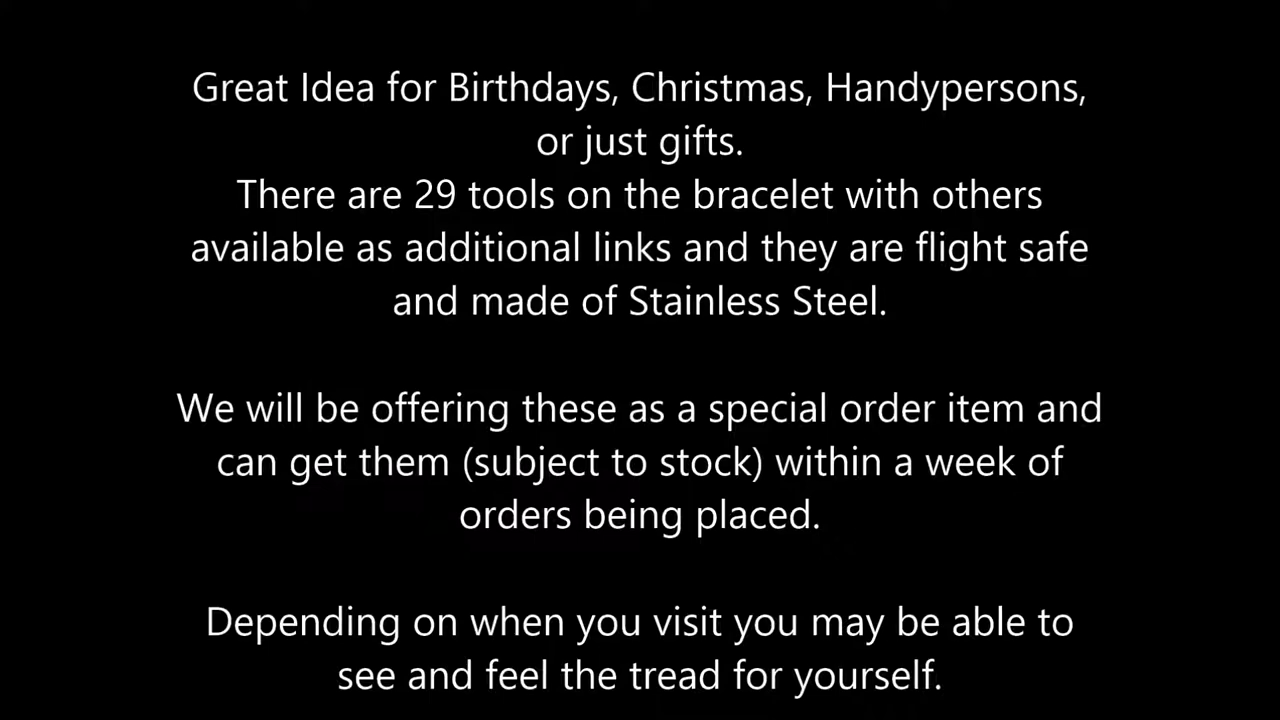 Great Idea for Birthdays, Christmas, Handypersons,
or just gifts.
There are 29 tools on the bracelet with others
available as additional links and they are flight safe
and made of Stainless Steel.
We will be offering these as a special order item and
can get them (subject to stock) within a week of
orders being placed.
Depending on when you visit you may be able to
see and feel the tread for yourself.